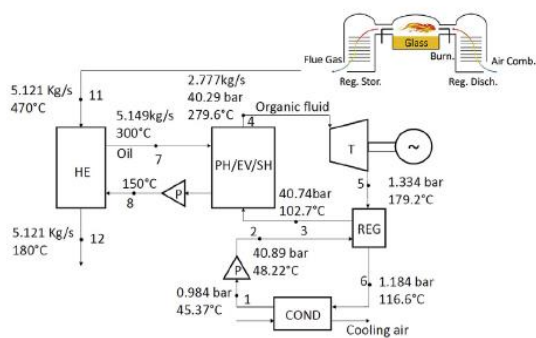 Glass
Flue Gas
Burn.
Air Comb.
Reg. Stor.
Reg. Disch.
5.121 Kg/s
470°C
11
2.777kg/s
40.29 bar
279.6°C
4
Organic fluid
5.149kg/s
300°C
Oil
7
HE
PH/EV/SH
T
~
150°C
8
P
5
1.334 bar
179.2°C
40.74bar
102.7°C
REG
2
3
5.121 Kg/s
180°C
12
40.89 bar
48.22°C
P
6
1.184 bar
116.6°C
0.984 bar
45.37°C
1
COND
Cooling air